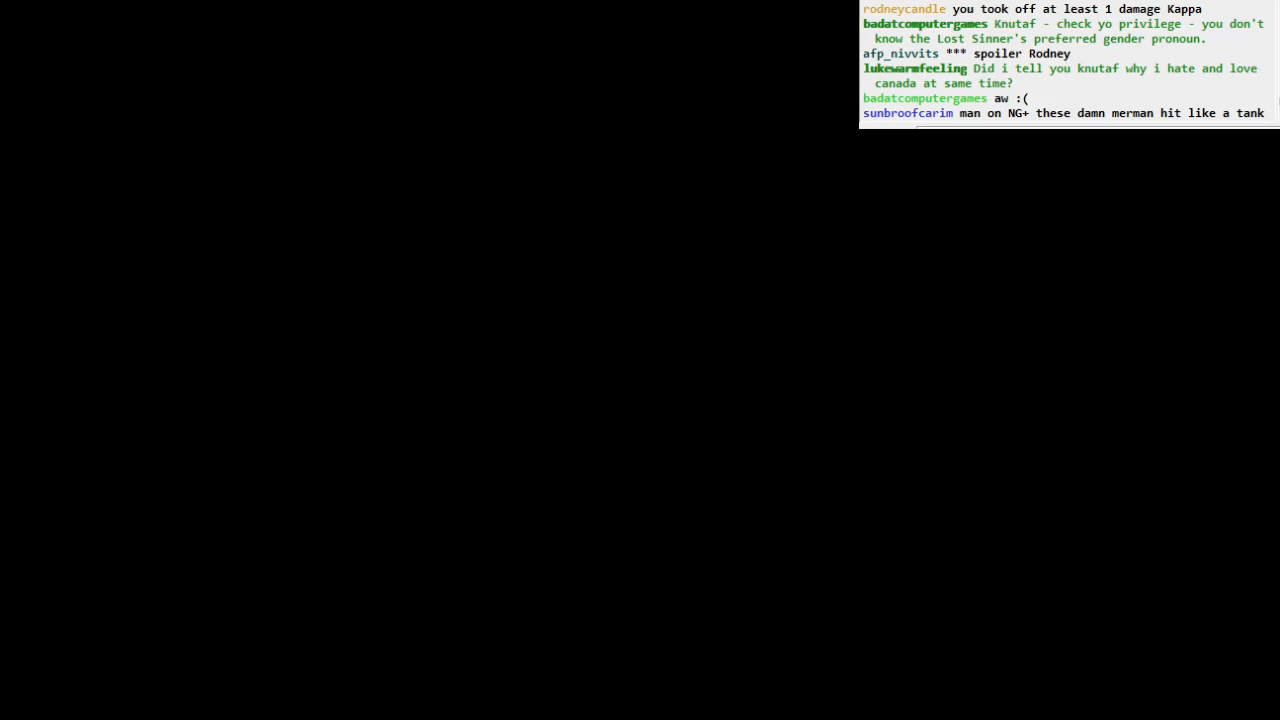 rodneycandle you took off at least 1 damage Kappa
badatcomputergames Knutaf - check yo privilege - you don't
know the Lost Sinner's preferred gender pronoun.
afp_nivvits *** spoiler Rodney
lukewarmfeeling Did i tell you knutaf why i hate and love
canada at same time?
badatcomputergames aw :(
sunbroofcarim man on NG+ these damn merman hit like a tank